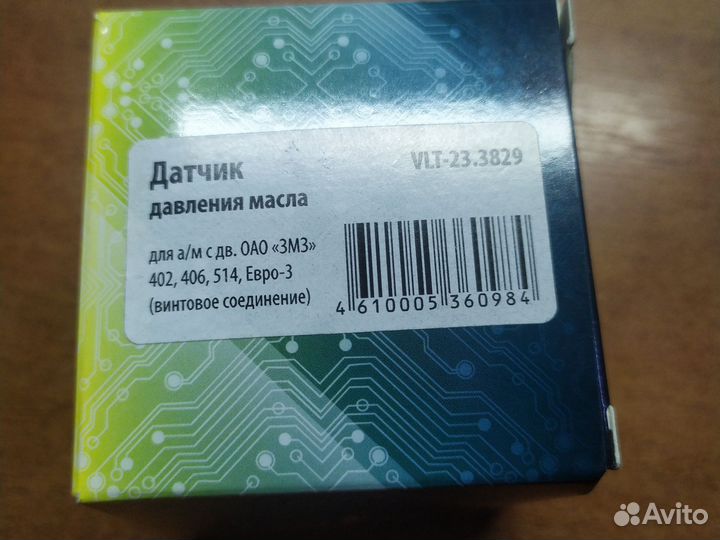 Датчик
давления масла
VLT-23.3829
для а/м с дв. ОАО «ЗМЗ»
402, 406, 514, Евро-3
(винтовое соединение)
4 610005 360984
Avito